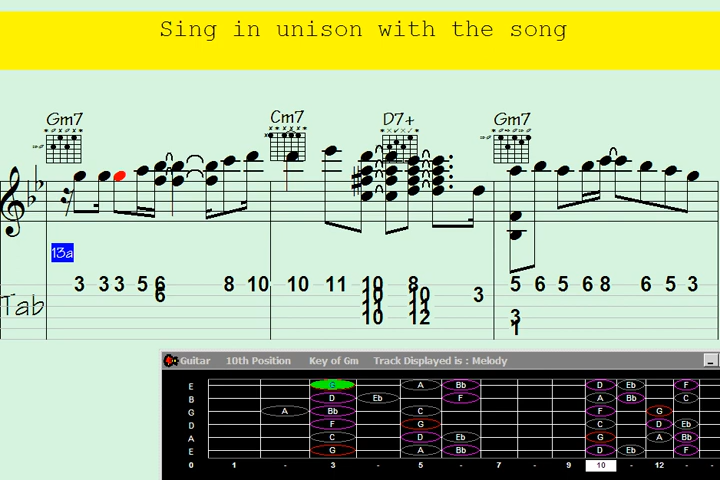 Sing in unison with the song
Gm7 Cm7 D7+ Gm7
13a
Tab
3 3 3 5 6 8 10 10 11 10 8 5 6 5 6 8 6 5 3
6 10 3
10 12 3
1
Guitar 10th Position Key of Gm Track Displayed is : Melody
E G A Bb D Eb F
B D Eb F A Bb C
G A Bb C F G
D F G C D Eb
A C D Eb G A Bb
E G A Bb D Eb F
0 1 - 3 - 5 - 7 - 9 10 - 12 -